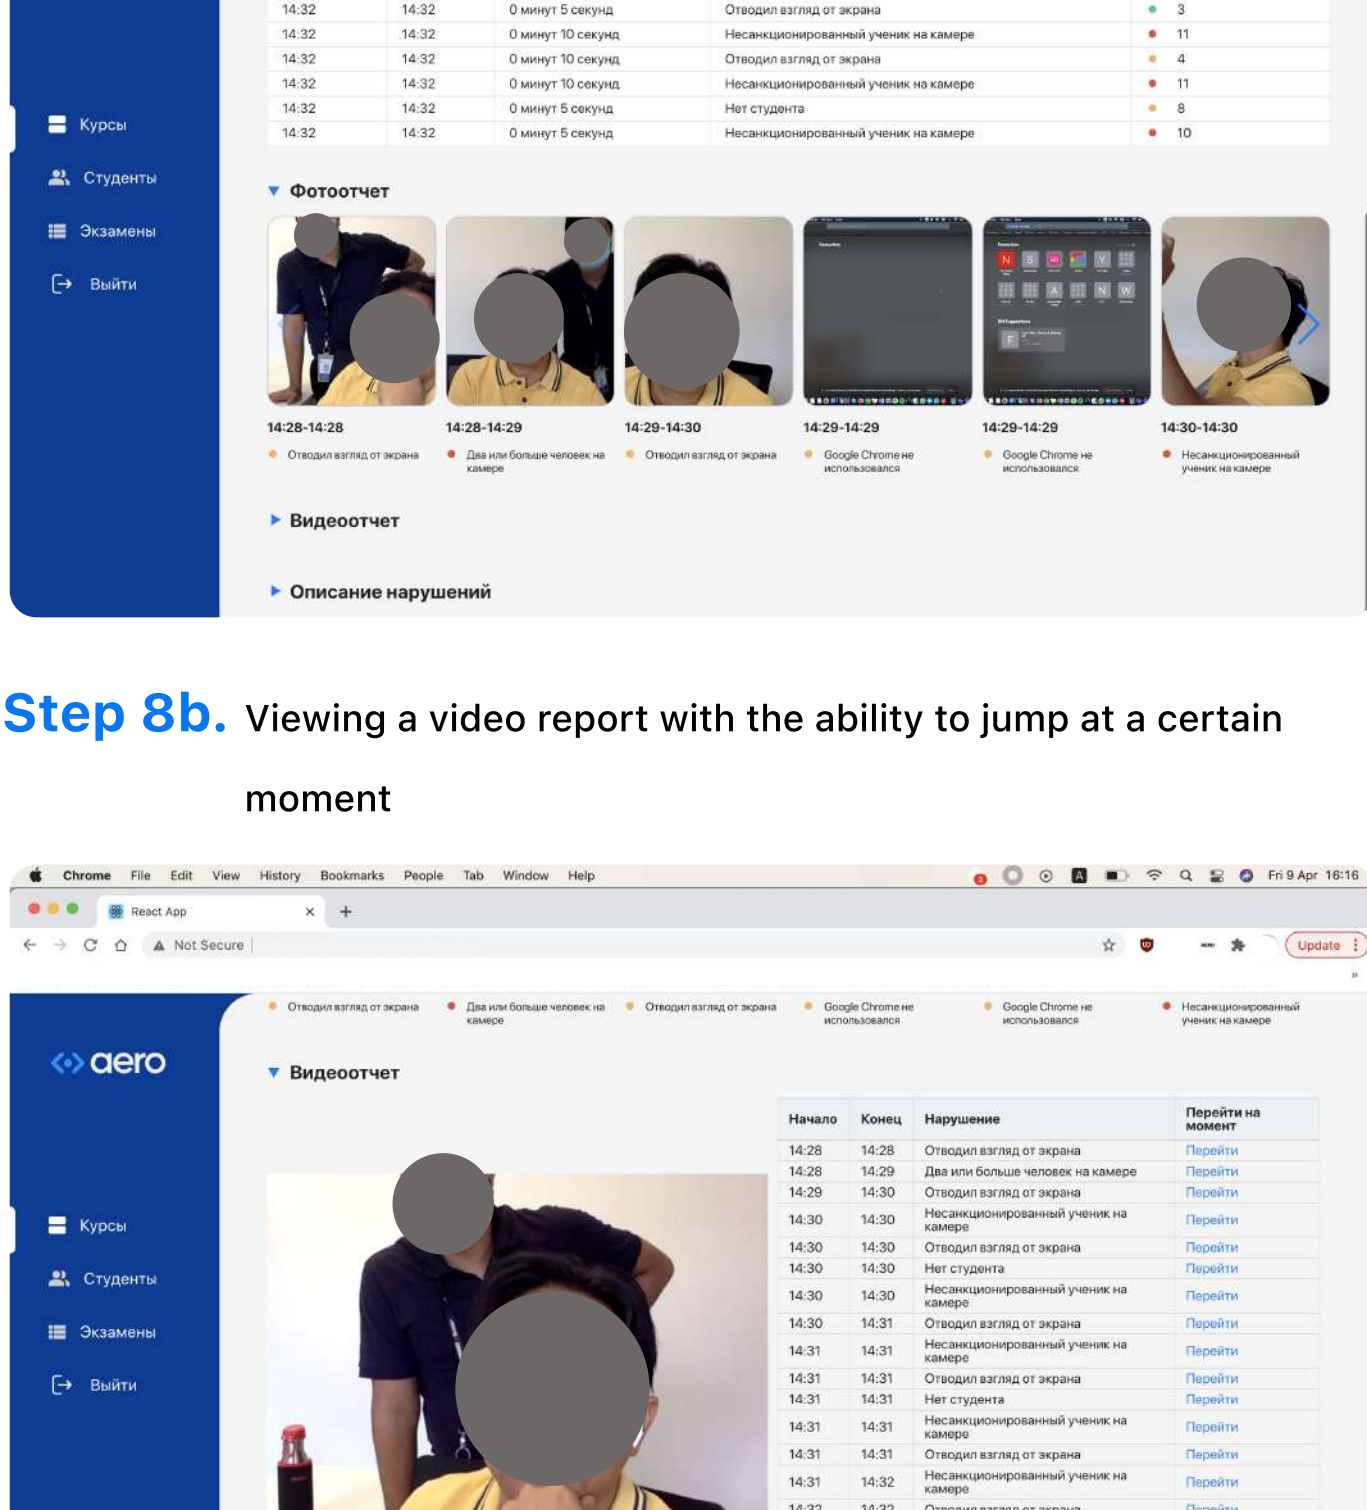 14:32 14:32 0 минут 5 секунд Отводил взгляд от экрана 3
14:32 14:32 0 минут 10 секунд Несанкционированный ученик на камере 11
14:32 14:32 0 минут 10 секунд Отводил взгляд от экрана 4
14:32 14:32 0 минут 10 секунд Несанкционированный ученик на камере 11
14:32 14:32 0 минут 5 секунд Нет студента 8
14:32 14:32 0 минут 5 секунд Несанкционированный ученик на камере 10
Курсы
Студенты
Экзамены
Выйти
Фотоотчет
14:28-14:28 14:28-14:29 14:29-14:30 14:29-14:29 14:29-14:29 14:30-14:30
Отводил взгляд от экрана
Два или больше человек на
камере
Отводил взгляд от экрана
Google Chrome не
использовался
Google Chrome не
использовался
Несанкционированный
ученик на камере
Видеоотчет
Описание нарушений
Step 8b. Viewing a video report with the ability to jump at a certain
moment
Chrome File Edit View History Bookmarks People Tab Window Help A Fri 9 Apr 16:16
React App
Not Secure Update
Отводил взгляд от экрана
Два или больше человек на
камере
Отводил взгляд от экрана
Google Chrome не
использовался
Google Chrome не
использовался
Несанкционированный
ученик на камере
aero
Курсы
Студенты
Экзамены
Выйти
Видеоотчет
Начало Конец Нарушение Перейти на
момент
14:28 14:28 Отводил взгляд от экрана Перейти
14:28 14:29 Два или больше человек на камере Перейти
14:29 14:30 Отводил взгляд от экрана Перейти
14:30 14:30 Несанкционированный ученик на
камере Перейти
14:30 14:30 Отводил взгляд от экрана Перейти
14:30 14:30 Нет студента Перейти
14:30 14:30 Несанкционированный ученик на
камере Перейти
14:30 14:31 Отводил взгляд от экрана Перейти
14:31 14:31 Несанкционированный ученик на
камере Перейти
14:31 14:31 Отводил взгляд от экрана Перейти
14:31 14:31 Нет студента Перейти
14:31 14:31 Несанкционированный ученик на
камере Перейти
14:31 14:31 Отводил взгляд от экрана Перейти
14:31 14:32 Несанкционированный ученик на
камере Перейти
14:32 14:32 Отводил взгляд от экрана Перейти